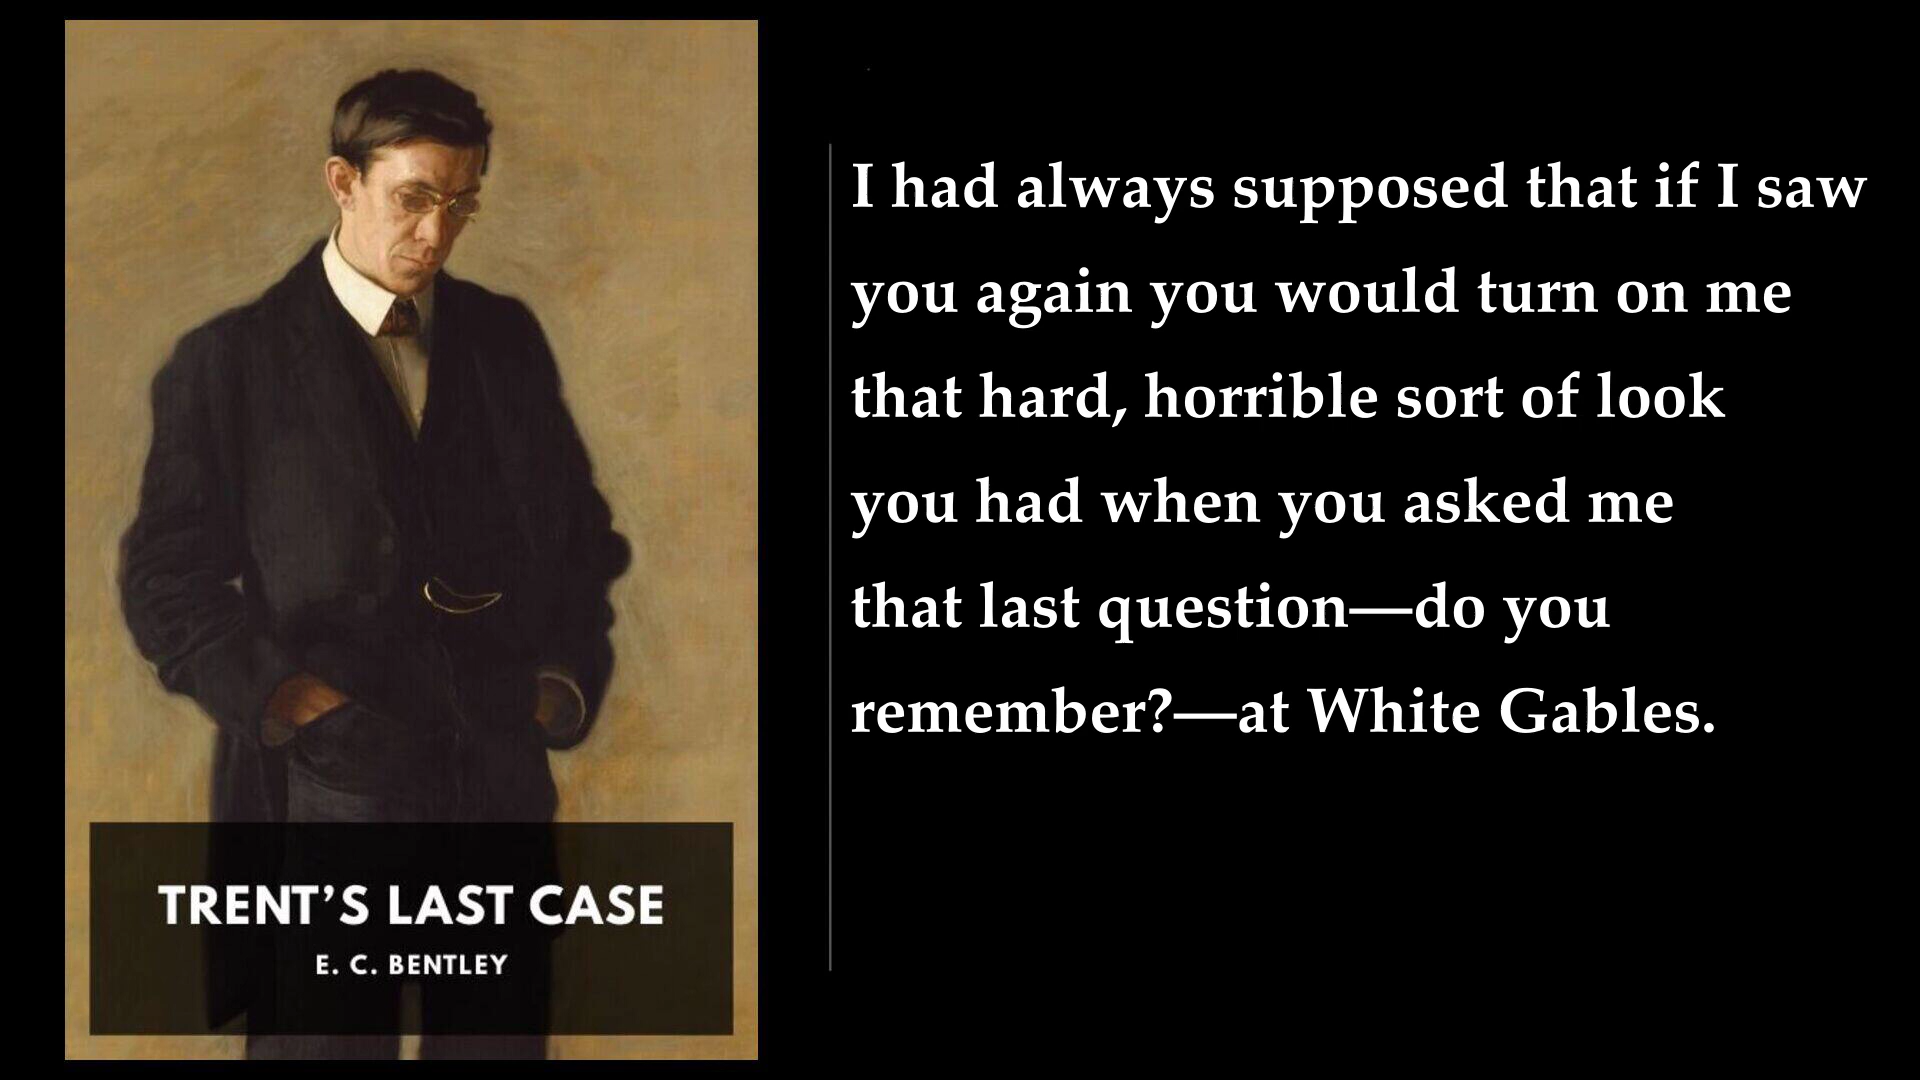 I had always supposed that if I saw
you again you would turn on me
that hard, horrible sort of look
you had when you asked me
that last question—do you
remember?—at White Gables.
TRENT’S LAST CASE
E. C. BENTLEY